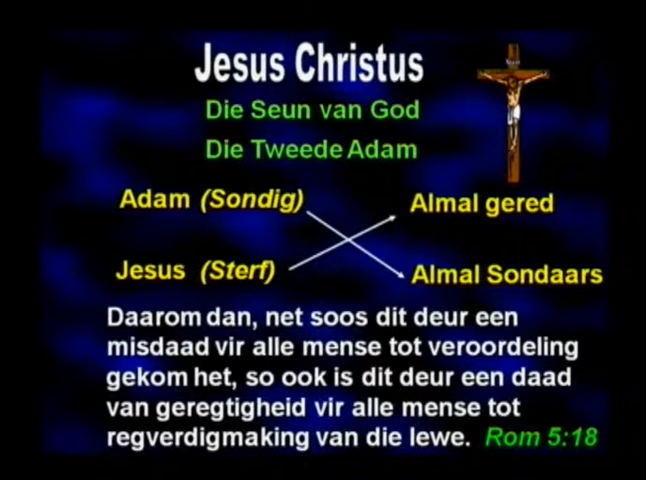 Jesus Christus
Die Seun van God
Die Tweede Adam
Adam (Sondig)
Almal gered
Jesus (Sterf)
Almal Sondaars
Daarom dan, net soos dit deur een
misdaad vir alle mense tot veroordeling
gekom het, so ook is dit deur een daad
van geregtigheid vir alle mense tot
regverdigmaking van die lewe. Rom 5:18